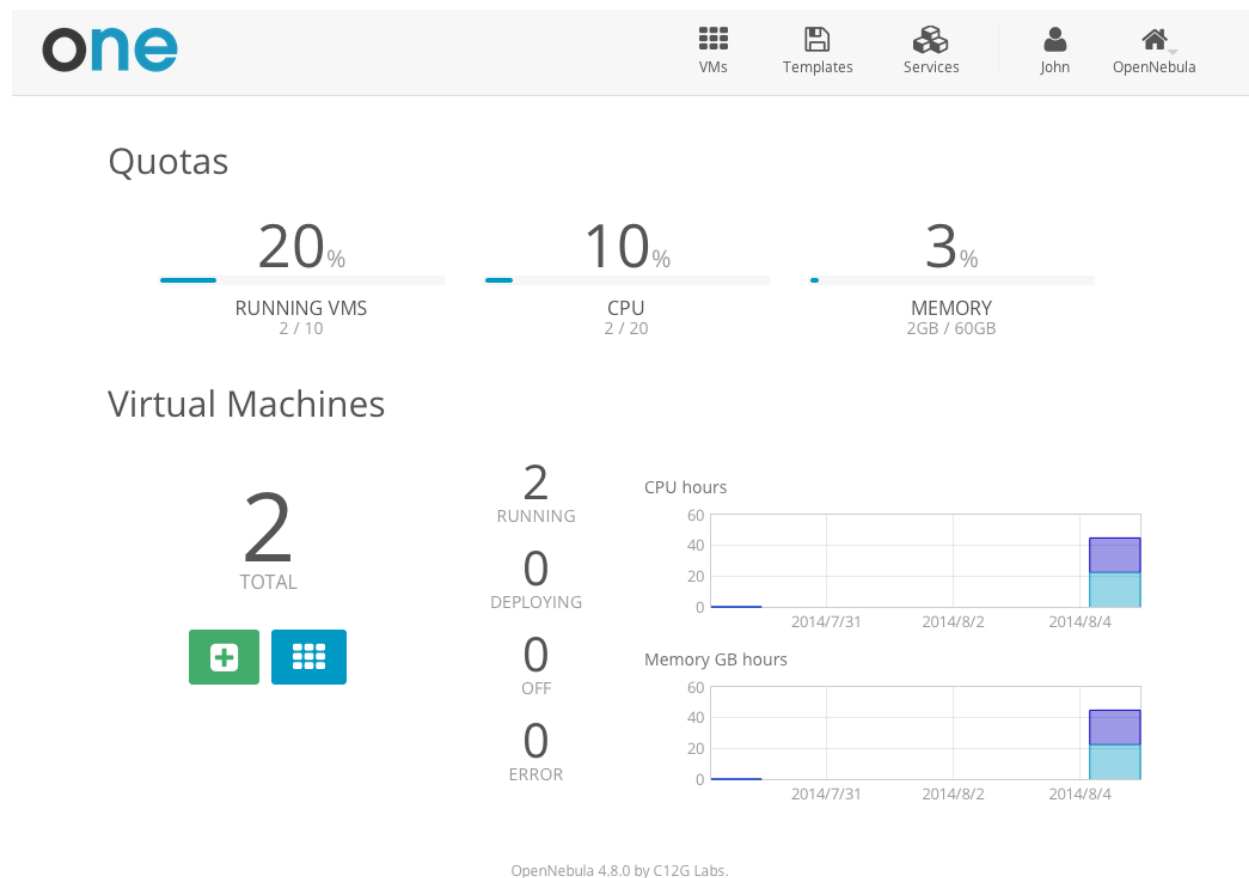 one
VMs Templates Services John OpenNebula
Quotas
20% 10% 3%
RUNNING VMS CPU MEMORY
2 / 10 2 / 20 2GB / 60GB
Virtual Machines
2
TOTAL
2
RUNNING
0
DEPLOYING
0
OFF
0
ERROR
CPU hours
60
40
20
0
2014/7/31 2014/8/2 2014/8/4
Memory GB hours
60
40
20
0
2014/7/31 2014/8/2 2014/8/4
OpenNebula 4.8.0 by C12G Labs.